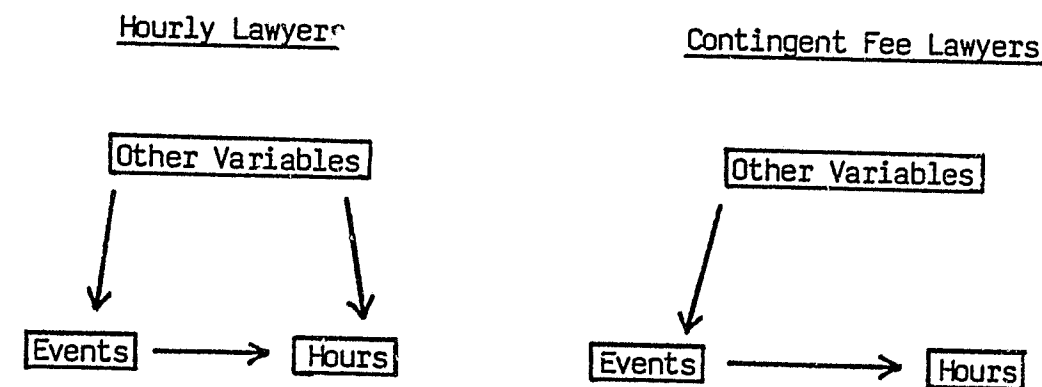 Hourly Lawyers
Contingent Fee Lawyers
Other Variables
Other Variables
Events
Hours
Events
Hours